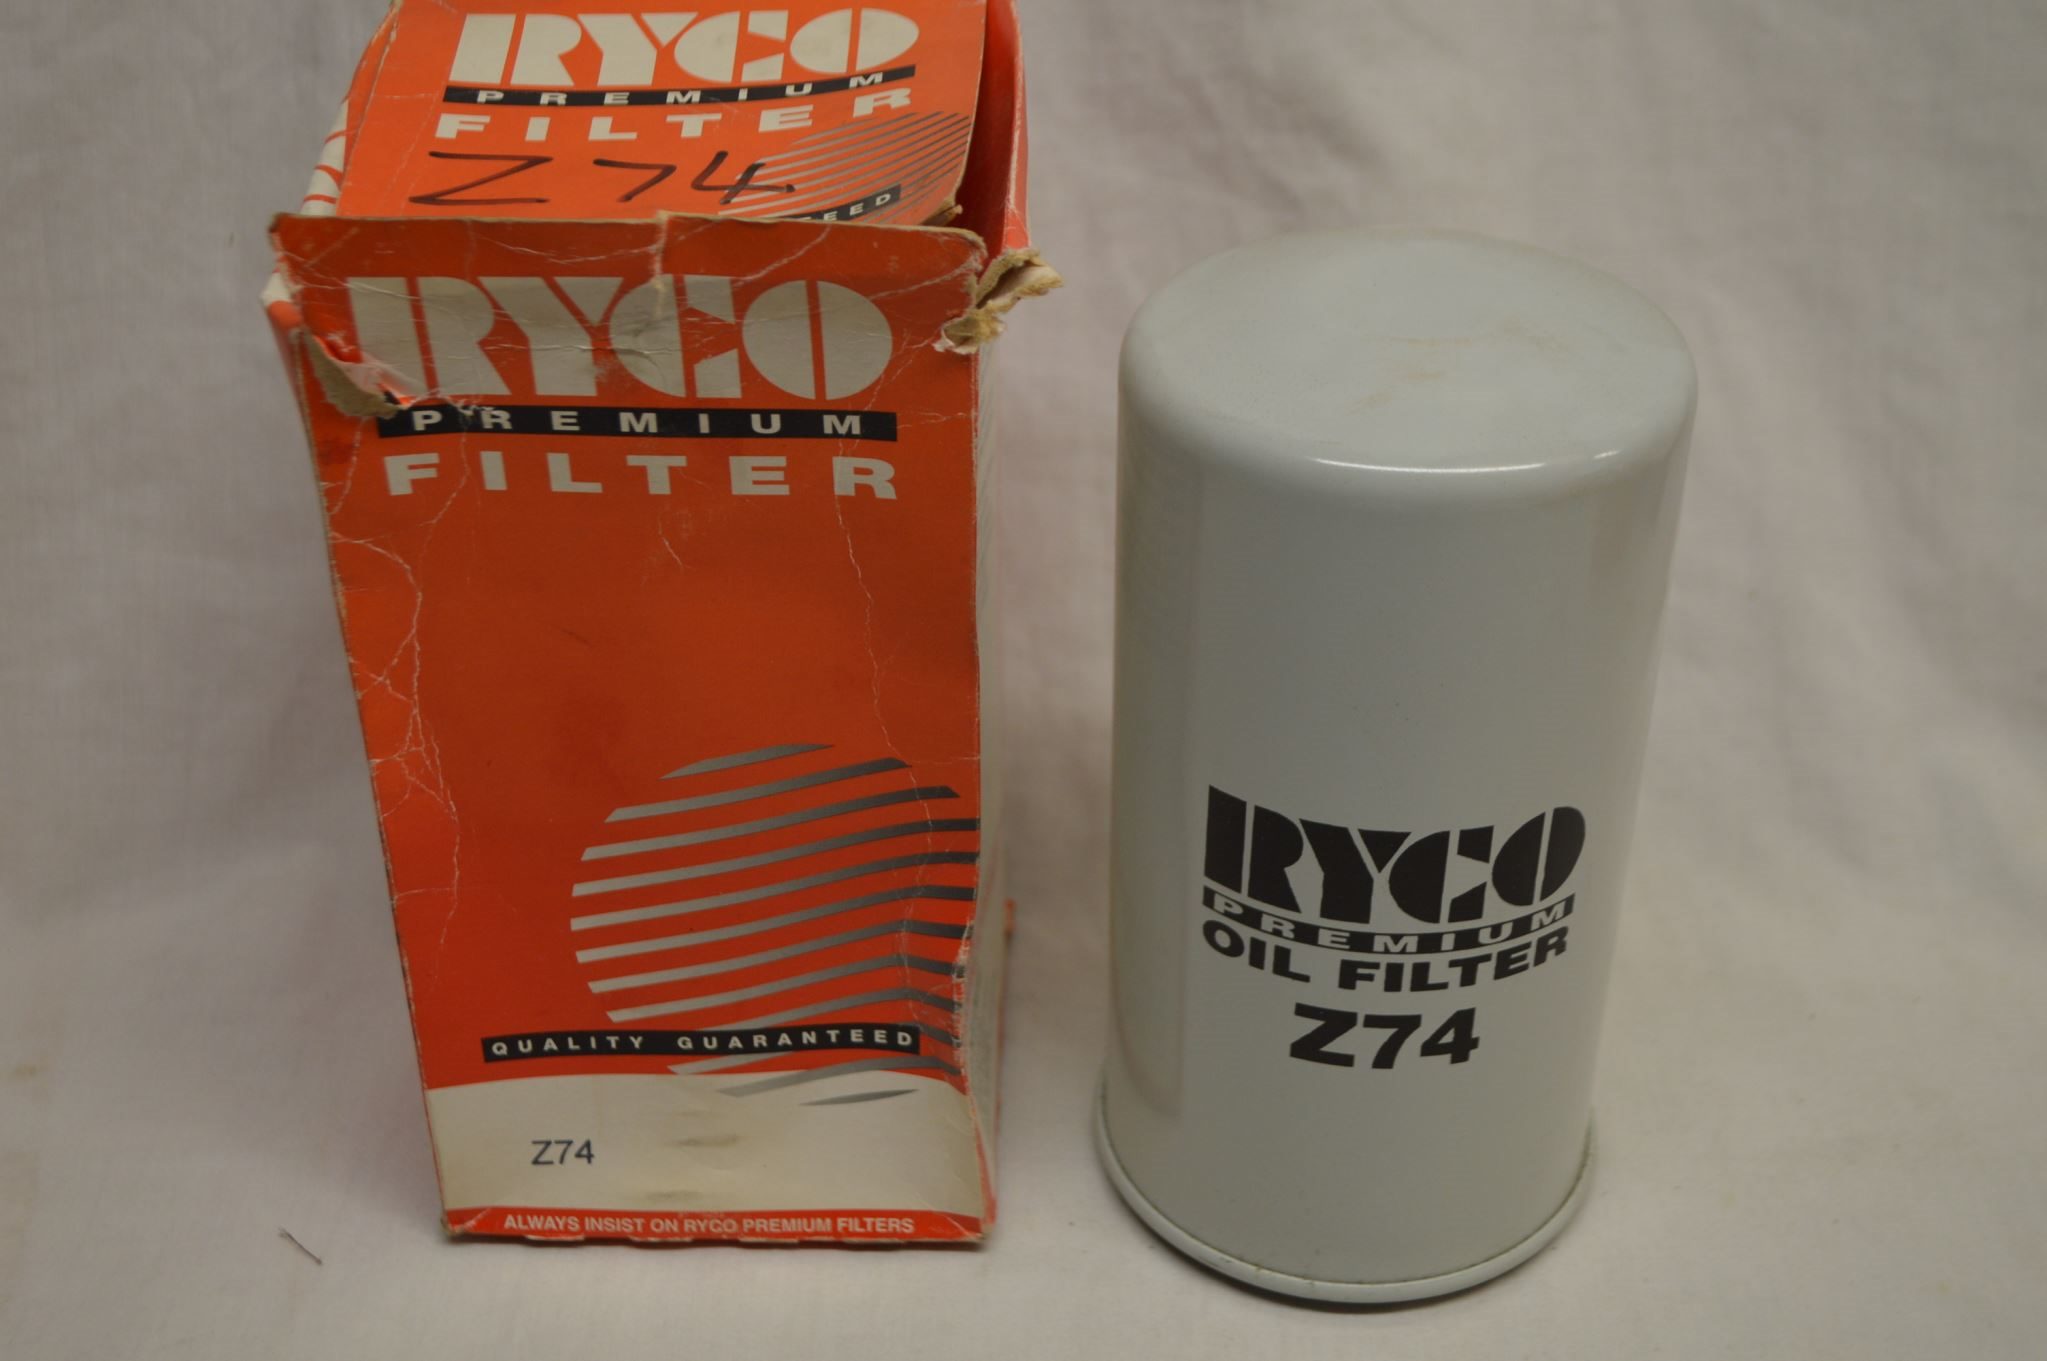 RYCO
PREMIUM
FILTER
Z74
RYCO
PREMIUM
FILTER
QUALITY GUARANTEED
Z74
ALWAYS INSIST ON RYCO PREMIUM FILTERS
RYCO
PREMIUM
OIL FILTER
Z74